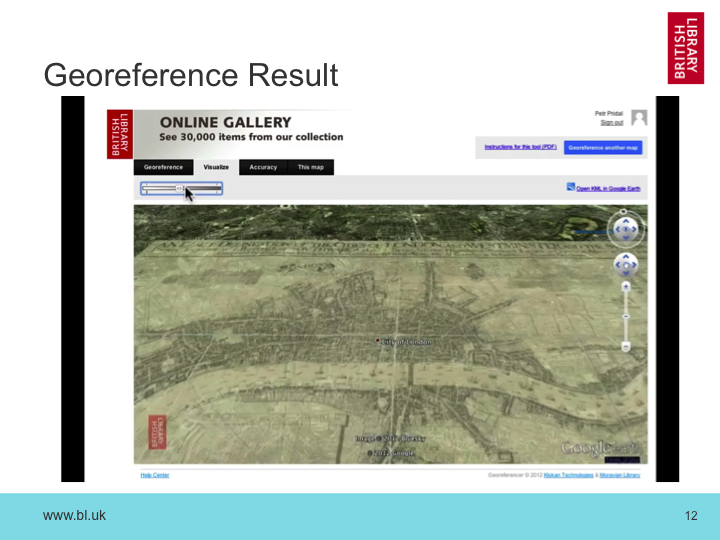 Georeference Result
BRITISH
LIBRARY
BRITISH
LIBRARY
ONLINE GALLERY
See 30,000 items from our collection
Petr Pridal
Sign out
Instructions for this tool (PDF)
Georeference another map
Georeference
Visualize
Accuracy
This map
Open KML in Google Earth
City of London
BRITISH
LIBRARY
Image © 2012 Bluesky
© 2012 Google
Google earth
Help Center
Georeferencer © 2012 Klokan Technologies & Moravian Library
www.bl.uk
12